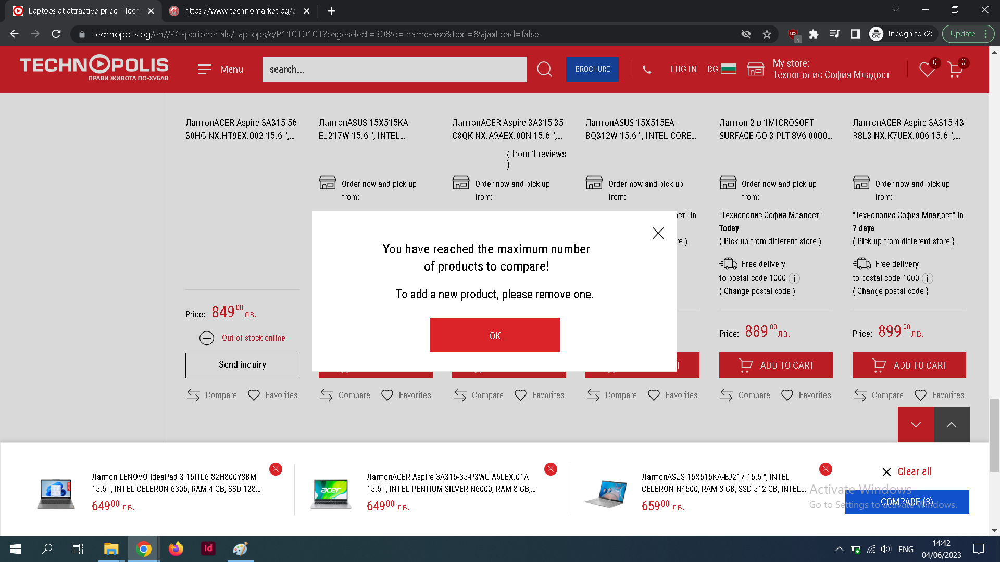 Laptops at attractive price - Techn
https://www.technomarket.bg/c
technopolis.bg/en//PC-peripherials/Laptops/c/P11010101?pageselect=30&q=:name-asc&text=&ajaxLoad=false
1
Incognito (2)
Update
TECHNOPOLIS
ПРАВИ ЖИВОТА ПО-ХУБАВ
Menu
search...
BROCHURE
LOG IN
BG
My store:
Технополис София Младост
0
0
ЛаптопACER Aspire 3A315-56-
30HG NX.HT9EX.002 15.6 ",...
ЛаптопASUS 15X515KA-
EJ217W 15.6 ", INTEL...
ЛаптопACER Aspire 3A315-35-
C8QK NX.A9AEX.00N 15.6 ",...
ЛаптопASUS 15X515EA-
BQ312W 15.6 ", INTEL CORE...
Лаптоп 2 в 1MICROSOFT
SURFACE GO 3 PLT 8V6-0000...
ЛаптопACER Aspire 3A315-43-
R8L3 NX.K7UEX.006 15.6 ",...
( from 1 reviews
)
Order now and pick up
from:
Order now and pick up
from:
Order now and pick up
from:
Order now and pick up
from:
Order now and pick up
from:
ст" in
re )
"Технополис София Младост"
Today
( Pick up from different store )
"Технополис София Младост" in
7 days
( Pick up from different store )
Free delivery
to postal code 1000 i
( Change postal code )
Free delivery
to postal code 1000 i
( Change postal code )
You have reached the maximum number
of products to compare!
To add a new product, please remove one.
OK
Price: 849 00 лв.
Out of stock online
Send inquiry
Price: 889 00 лв.
Price: 899 00 лв.
T
ADD TO CART
ADD TO CART
Compare Favorites
Compare Favorites
Compare Favorites
Compare Favorites
Compare Favorites
Compare Favorites
Лаптоп LENOVO IdeaPad 3 15ITL6 82H800Y8BM
15.6 ", INTEL CELERON 6305, RAM 4 GB, SSD 128...
649 00 лв.
acer
ЛаптопACER Aspire 3A315-35-P3WU A6LEX.01A
15.6 ", INTEL PENTIUM SILVER N6000, RAM 8 GB,...
649 00 лв.
ЛаптопASUS 15X515KA-EJ217 15.6 ", INTEL
CELERON N4500, RAM 8 GB, SSD 512 GB, INTEL...
659 00 лв.
Clear all
COMPARE (3)
Activate Windows
Go to Settings to activate Windows.
Id
ENG
14:42
04/06/2023